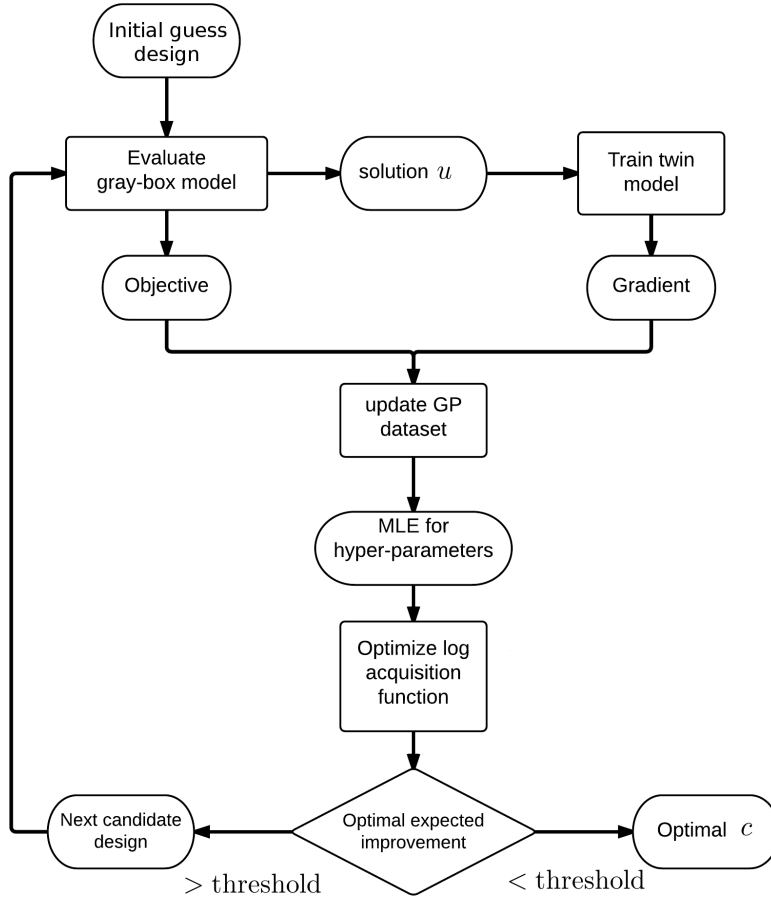 Initial guess
design
Evaluate
gray-box model
solution u
Train twin
model
Objective
Gradient
update GP
dataset
MLE for
hyper-parameters
Optimize log
acquisition
function
Next candidate
design
Optimal expected
improvement
Optimal c
> threshold
< threshold